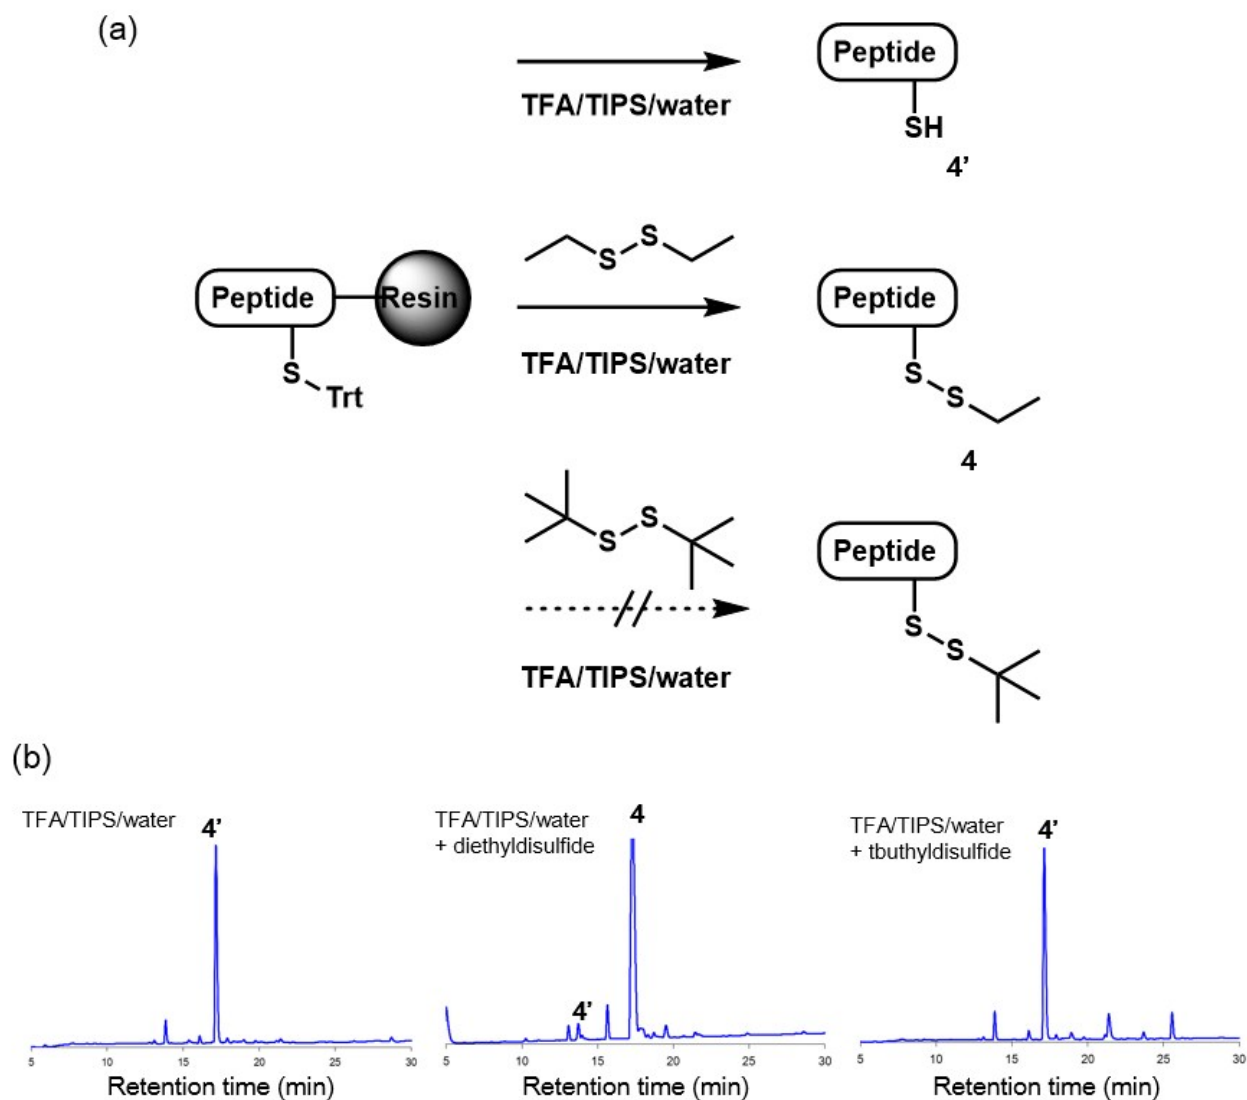 (a)
Peptide
TFA/TIPS/water
SH
4’
S
S
Peptide
Resin
Peptide
S
Trt
TFA/TIPS/water
S
S
4
S
S
Peptide
TFA/TIPS/water
S
S
(b)
TFA/TIPS/water
4’
TFA/TIPS/water
+ diethyldisulfide
4
4’
TFA/TIPS/water
+ tbuthyldisulfide
4’
5 10 15 20 25 30
Retention time (min)
5 10 15 20 25 30
Retention time (min)
5 10 15 20 25 30
Retention time (min)